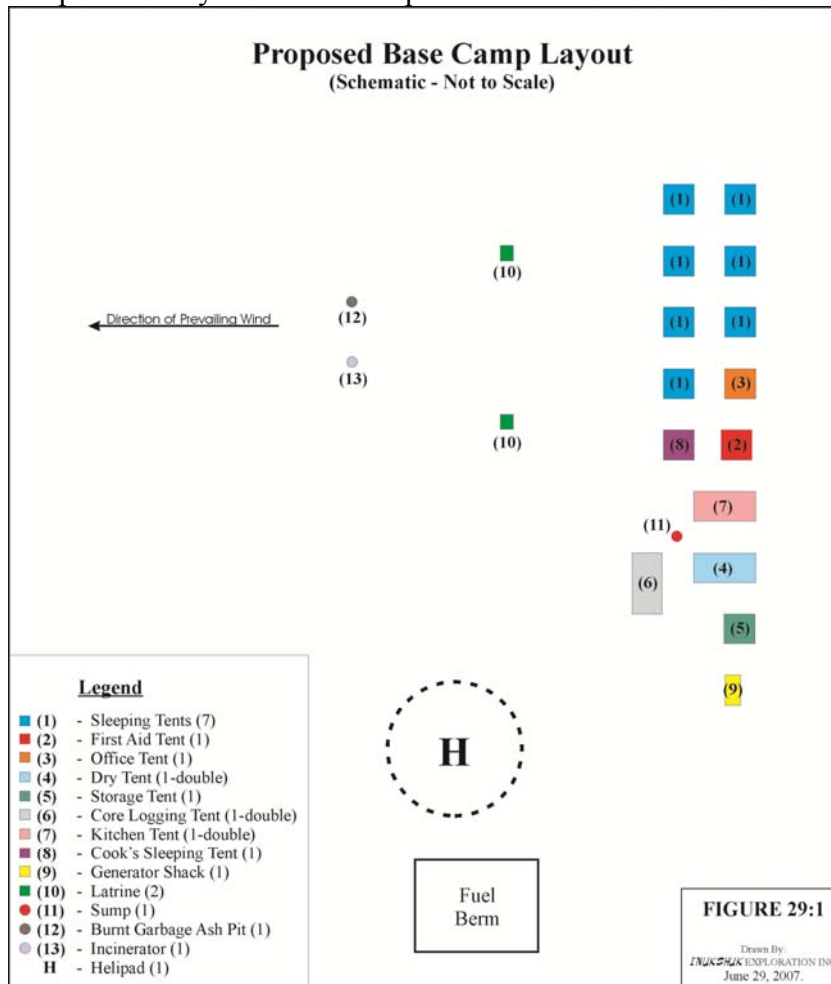 Proposed Base Camp Layout
(Schematic - Not to Scale)
(1) (1)
(10)
(1) (1)
(12)
Direction of Prevailing Wind
(1) (1)
(13)
(1) (3)
(10)
(8) (2)
(7)
(11)
(4)
(6)
(5)
(9)
H
Fuel
Berm
Legend
(1) - Sleeping Tents (7)
(2) - First Aid Tent (1)
(3) - Office Tent (1)
(4) - Dry Tent (1-double)
(5) - Storage Tent (1)
(6) - Core Logging Tent (1-double)
(7) - Kitchen Tent (1-double)
(8) - Cook's Sleeping Tent (1)
(9) - Generator Shack (1)
(10) - Latrine (2)
(11) - Sump (1)
(12) - Burnt Garbage Ash Pit (1)
(13) - Incinerator (1)
H - Helipad (1)
FIGURE 29:1
Drawn By:
INUKSHUK EXPLORATION INC
June 29, 2007.